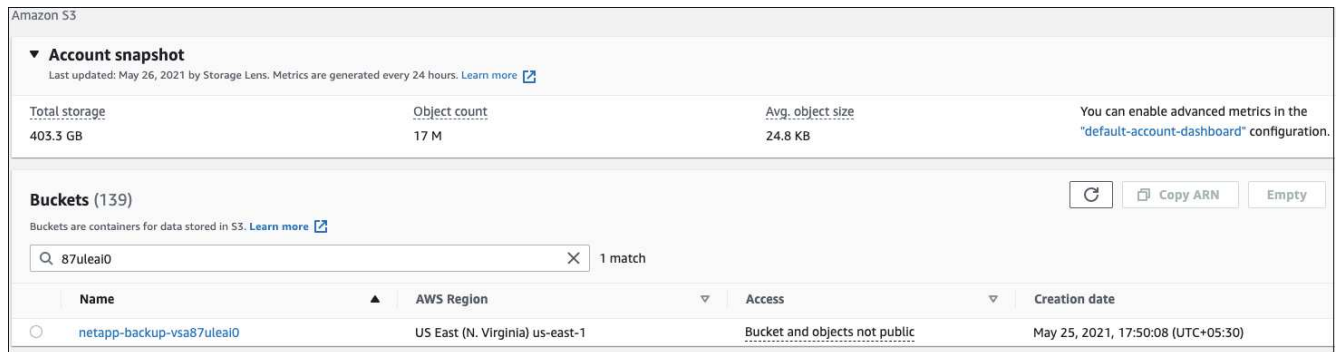 Amazon S3
▼ Account snapshot
Last updated: May 26, 2021 by Storage Lens. Metrics are generated every 24 hours. Learn more
Total storage
403.3 GB
Object count
17 M
Avg. object size
24.8 KB
You can enable advanced metrics in the
"default-account-dashboard" configuration.
Buckets (139)
Copy ARN
Empty
Buckets are containers for data stored in S3. Learn more
87uleai0
1 match
Name ▲ AWS Region Access Creation date
netapp-backup-vsa87uleai0 US East (N. Virginia) us-east-1 Bucket and objects not public May 25, 2021, 17:50:08 (UTC+05:30)